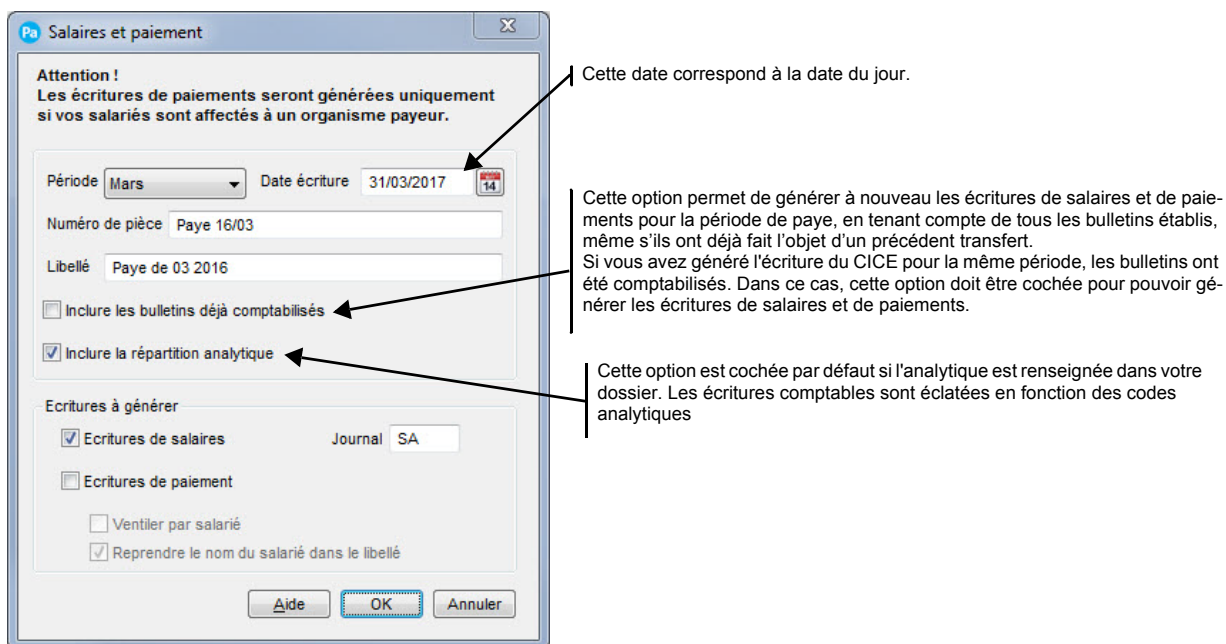 Pa Salaires et paiement
Attention !
Les écritures de paiements seront générées uniquement
si vos salariés sont affectés à un organisme payeur.
Période Mars Date écriture 31/03/2017 14
Numéro de pièce Paye 16/03
Libellé Paye de 03 2016
Inclure les bulletins déjà comptabilisés
Inclure la répartition analytique
Ecritures à générer
Ecritures de salaires Journal SA
Ecritures de paiement
Ventiler par salarié
Reprendre le nom du salarié dans le libellé
Aide OK Annuler
Cette date correspond à la date du jour.
Cette option permet de générer à nouveau les écritures de salaires et de paie-
ments pour la période de paye, en tenant compte de tous les bulletins établis,
même s’ils ont déjà fait l’objet d’un précédent transfert.
Si vous avez généré l'écriture du CICE pour la même période, les bulletins ont
été comptabilisés. Dans ce cas, cette option doit être cochée pour pouvoir gé-
nérer les écritures de salaires et de paiements.
Cette option est cochée par défaut si l'analytique est renseignée dans votre
dossier. Les écritures comptables sont éclatées en fonction des codes
analytiques